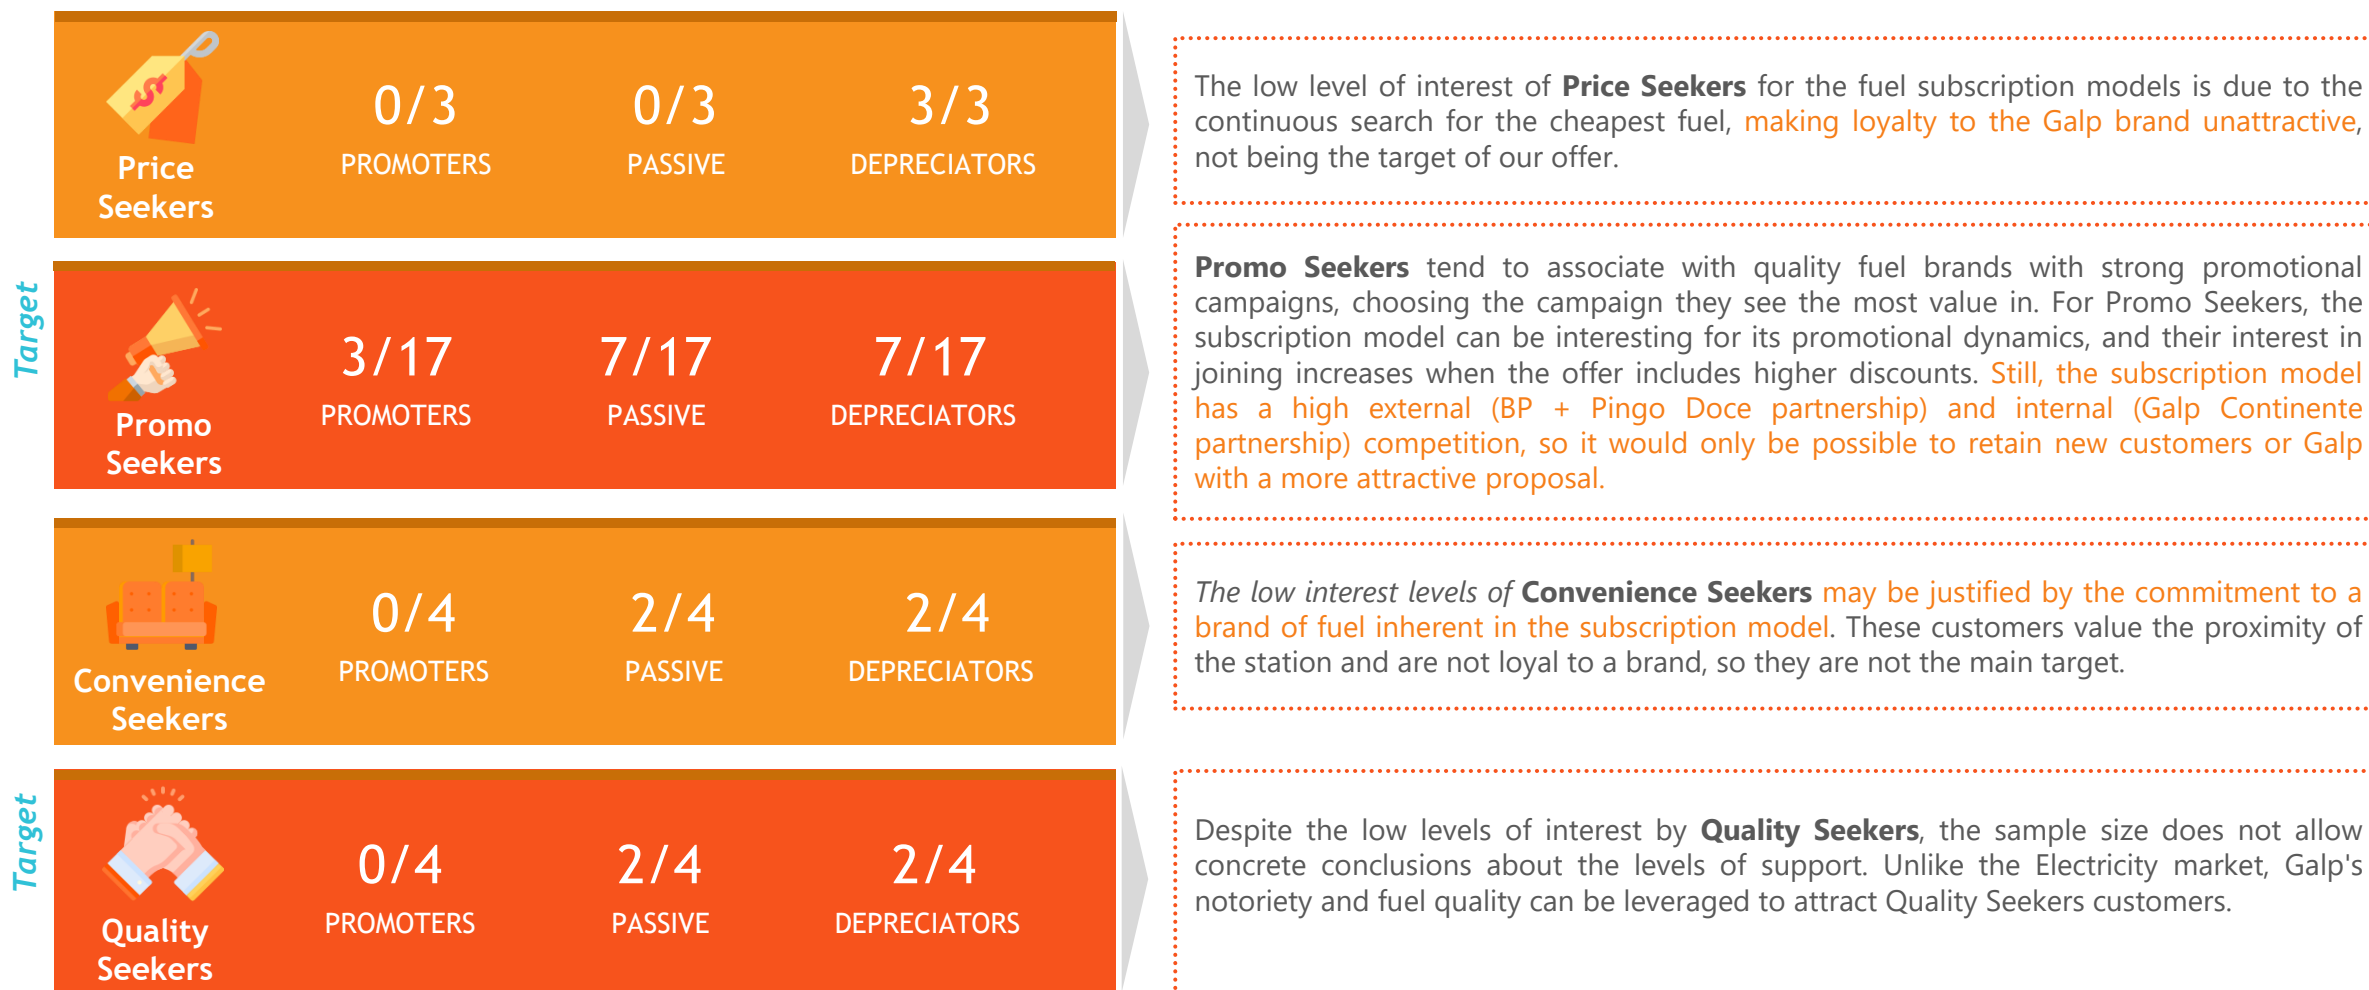 $
Price
Seekers
0/3
PROMOTERS
0/3
PASSIVE
3/3
DEPRECIATORS
The low level of interest of Price Seekers for the fuel subscription models is due to the
continuous search for the cheapest fuel, making loyalty to the Galp brand unattractive,
not being the target of our offer.
Target
Promo
Seekers
3/17
PROMOTERS
7/17
PASSIVE
7/17
DEPRECIATORS
Promo Seekers tend to associate with quality fuel brands with strong promotional
campaigns, choosing the campaign they see the most value in. For Promo Seekers, the
subscription model can be interesting for its promotional dynamics, and their interest in
joining increases when the offer includes higher discounts. Still, the subscription model
has a high external (BP + Pingo Doce partnership) and internal (Galp Continente
partnership) competition, so it would only be possible to retain new customers or Galp
with a more attractive proposal.
Convenience
Seekers
0/4
PROMOTERS
2/4
PASSIVE
2/4
DEPRECIATORS
The low interest levels of Convenience Seekers may be justified by the commitment to a
brand of fuel inherent in the subscription model. These customers value the proximity of
the station and are not loyal to a brand, so they are not the main target.
Target
Quality
Seekers
0/4
PROMOTERS
2/4
PASSIVE
2/4
DEPRECIATORS
Despite the low levels of interest by Quality Seekers, the sample size does not allow
concrete conclusions about the levels of support. Unlike the Electricity market, Galp's
notoriety and fuel quality can be leveraged to attract Quality Seekers customers.